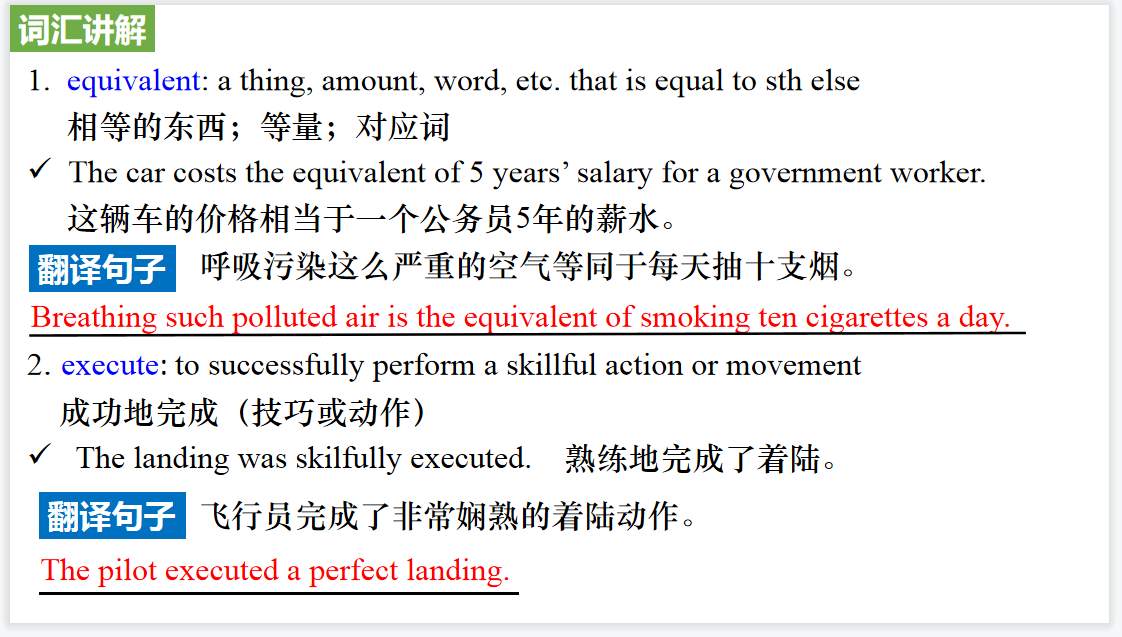 词汇讲解
1. equivalent: a thing, amount, word, etc. that is equal to sth else
相等的东西；等量；对应词
✓ The car costs the equivalent of 5 years’ salary for a government worker.
这辆车的价格相当于一个公务员5年的薪水。
翻译句子 呼吸污染这么严重的空气等同于每天抽十支烟。
Breathing such polluted air is the equivalent of smoking ten cigarettes a day.
2. execute: to successfully perform a skillful action or movement
成功地完成（技巧或动作）
✓ The landing was skilfully executed. 熟练地完成了着陆。
翻译句子 飞行员完成了非常娴熟的着陆动作。
The pilot executed a perfect landing.